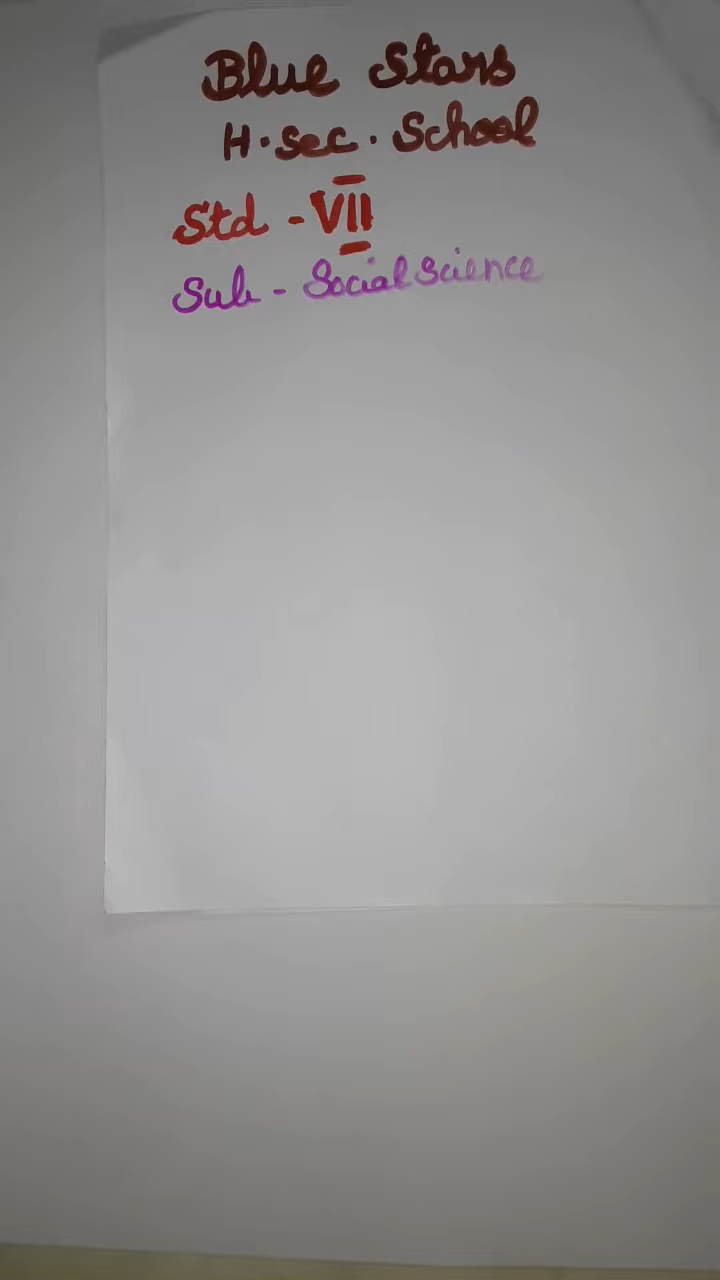 Blue Stars
H. Sec. School
Std - VII
Sub - Social Science